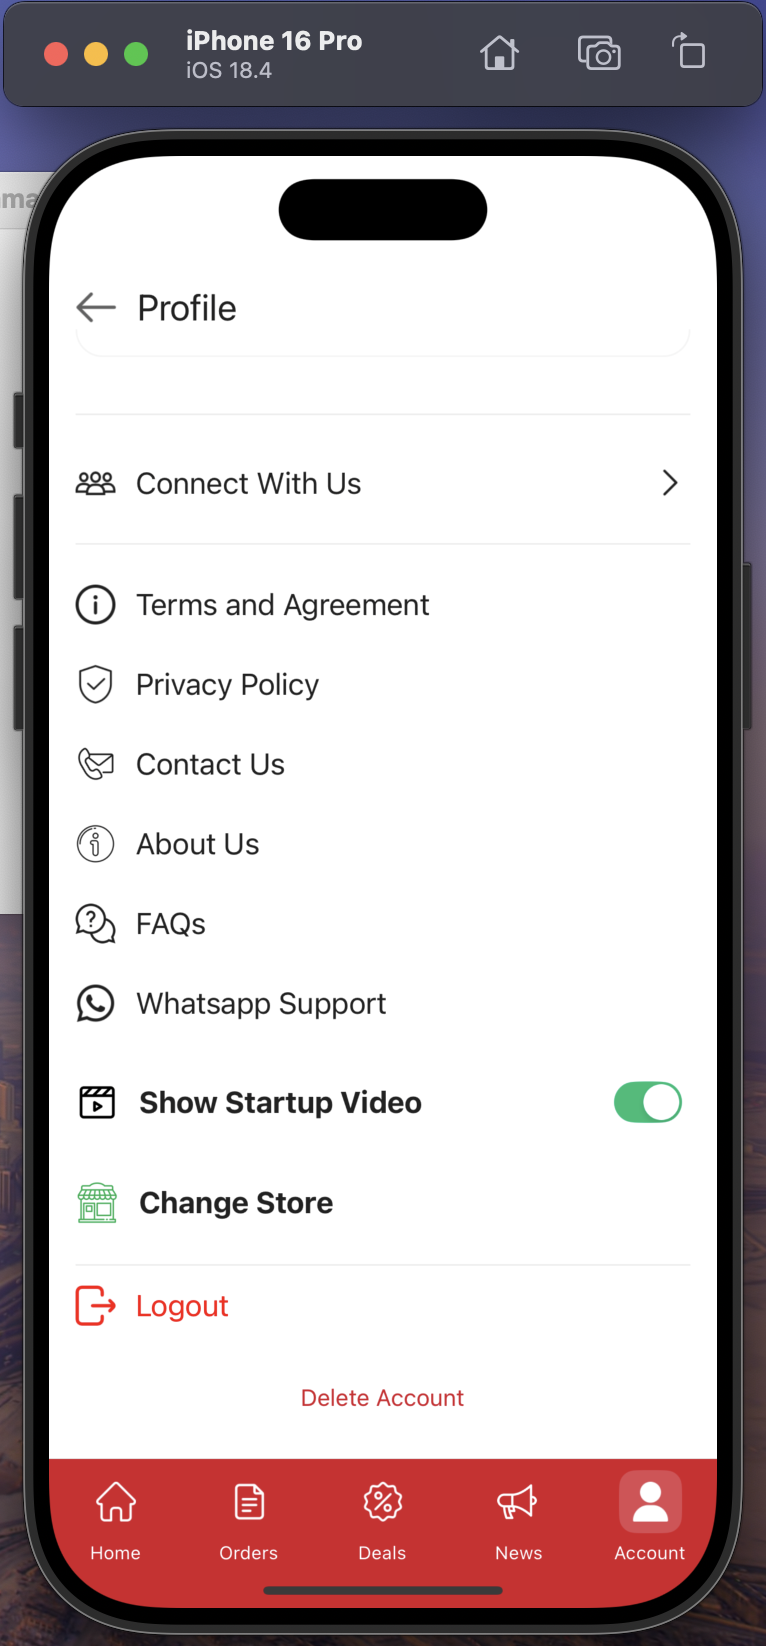 iPhone 16 Pro
iOS 18.4
Profile
Connect With Us
Terms and Agreement
Privacy Policy
Contact Us
About Us
FAQs
Whatsapp Support
Show Startup Video
Change Store
Logout
Delete Account
Home
Orders
Deals
News
Account